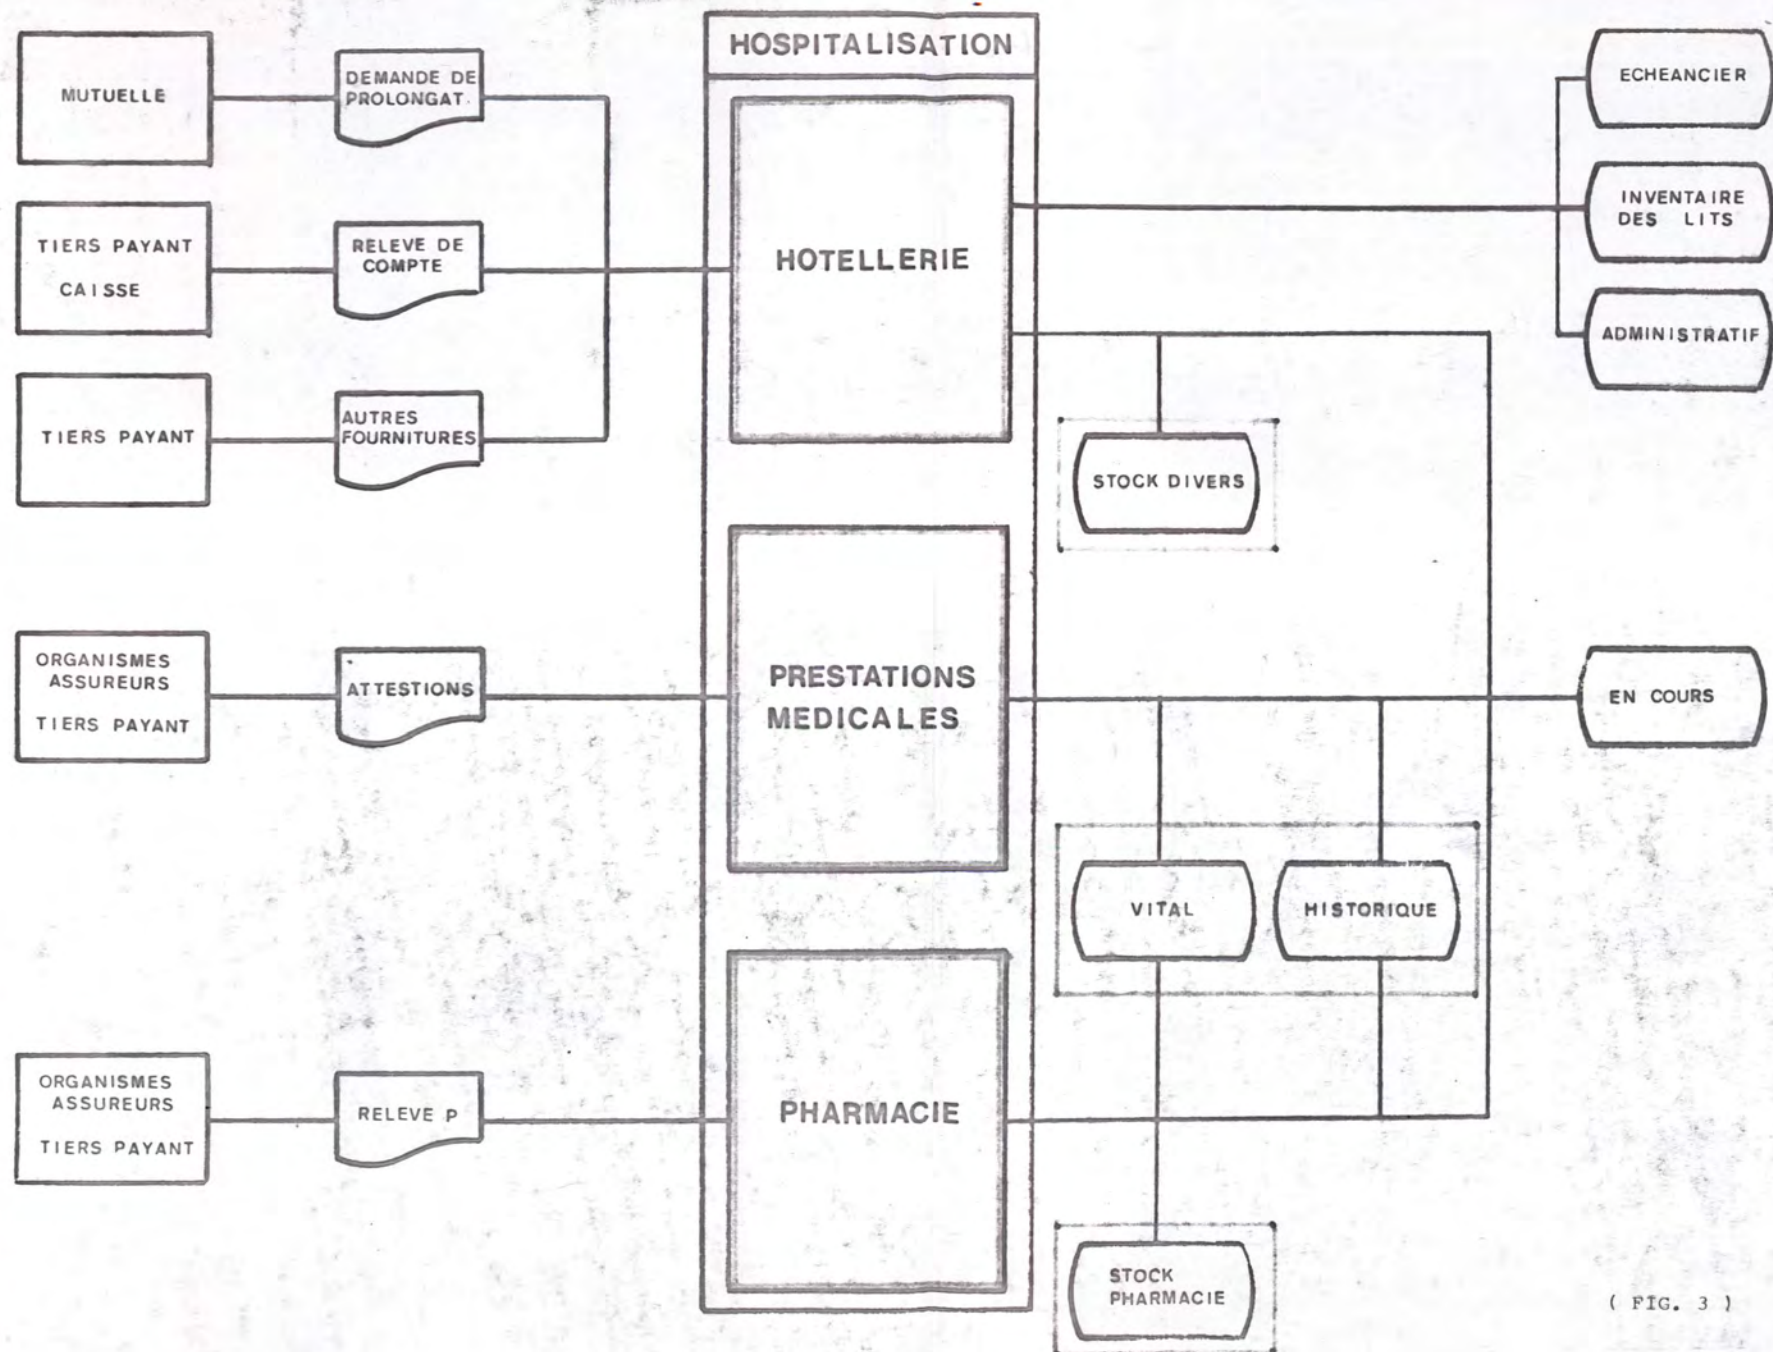 HOSPITALISATION
MUTUELLE
DEMANDE DE
PROLONGAT.
ECHEANCIER
TIERS PAYANT
CAISSE
RELEVE DE
COMPTE
HOTELLERIE
INVENTAIRE
DES LITS
ADMINISTRATIF
TIERS PAYANT
AUTRES
FOURNITURES
STOCK DIVERS
ORGANISMES
ASSUREURS
TIERS PAYANT
ATTESTIONS
PRESTATIONS
MEDICALES
EN COURS
VITAL
HISTORIQUE
ORGANISMES
ASSUREURS
TIERS PAYANT
RELEVE P
PHARMACIE
STOCK
PHARMACIE
( FIG. 3 )